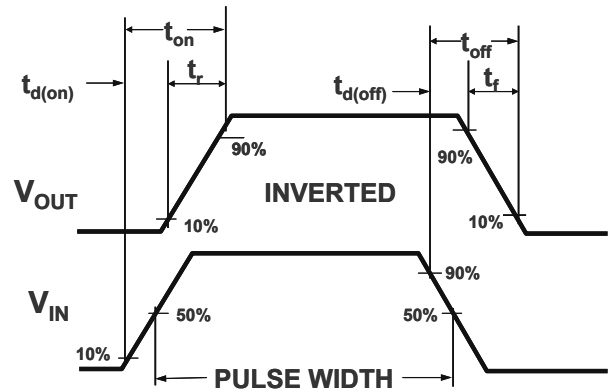 t_on
t_off
t_d(on)
t_r
t_d(off)
t_f
90%
90%
V_OUT
INVERTED
10%
10%
90%
V_IN
50%
50%
10%
PULSE WIDTH